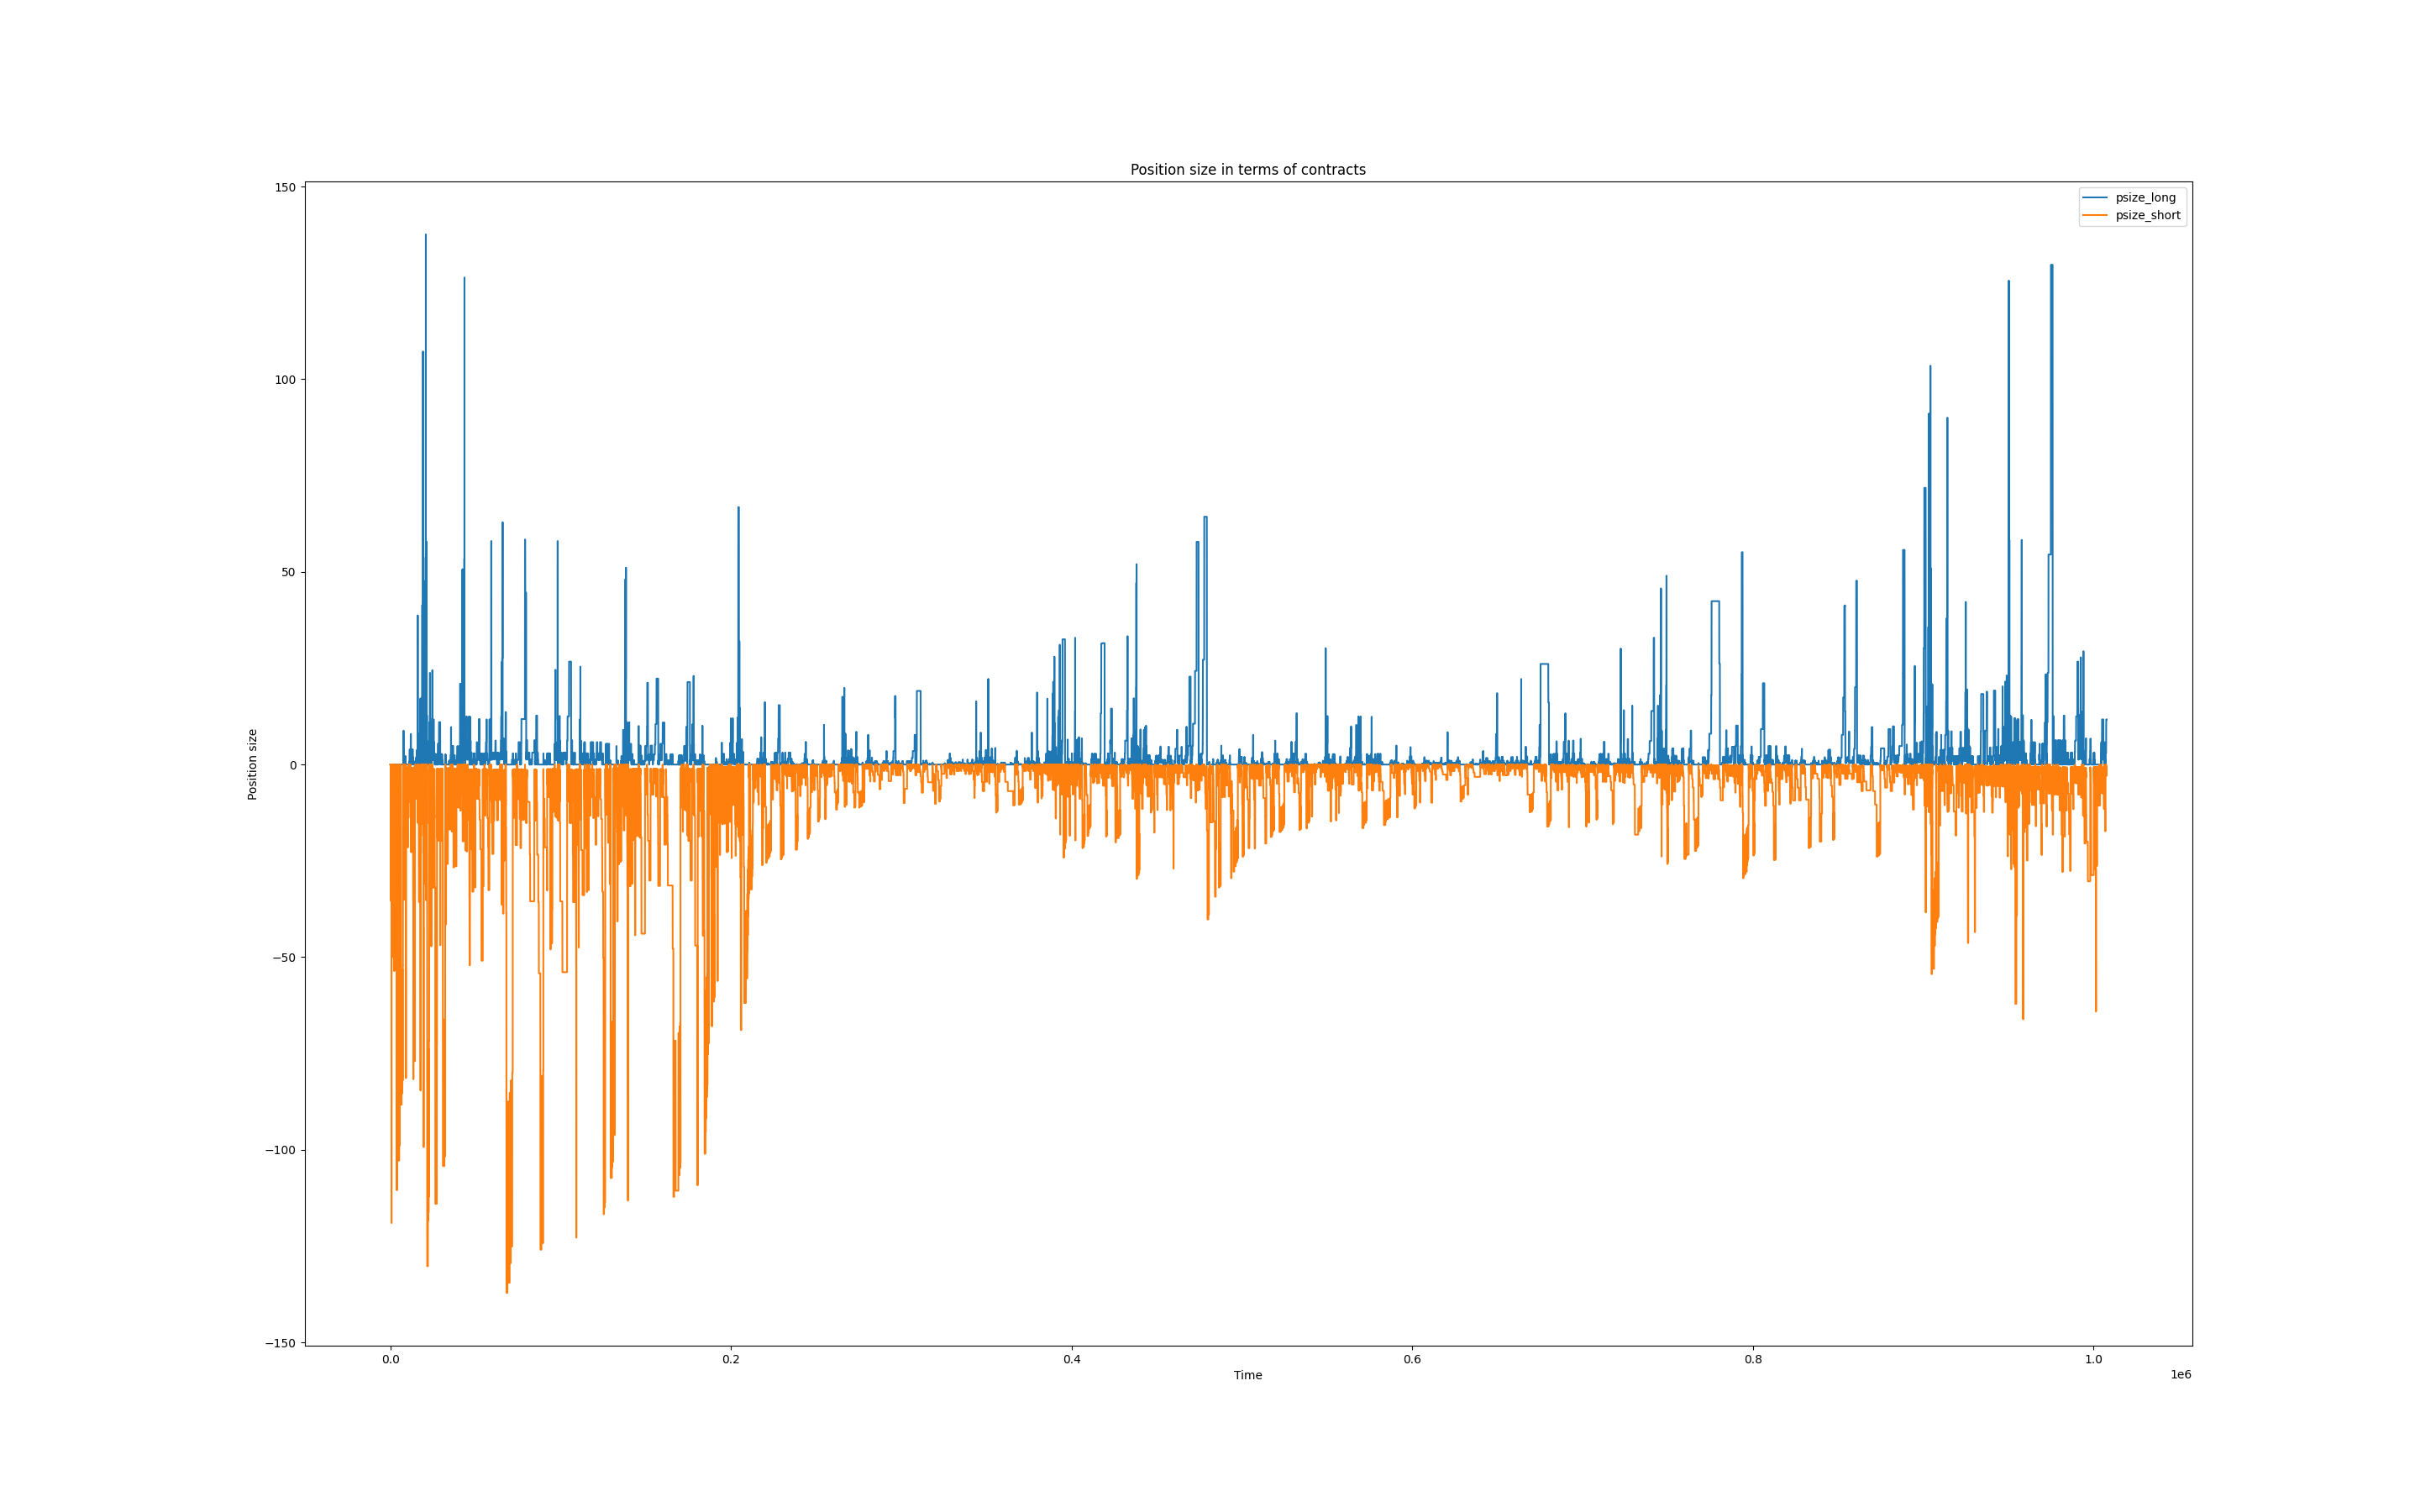 Position size in terms of contracts
psize_long
psize_short
Position size
150
100
50
0
−50
−100
−150
0.0
0.2
0.4
0.6
0.8
1.0
Time
1e6